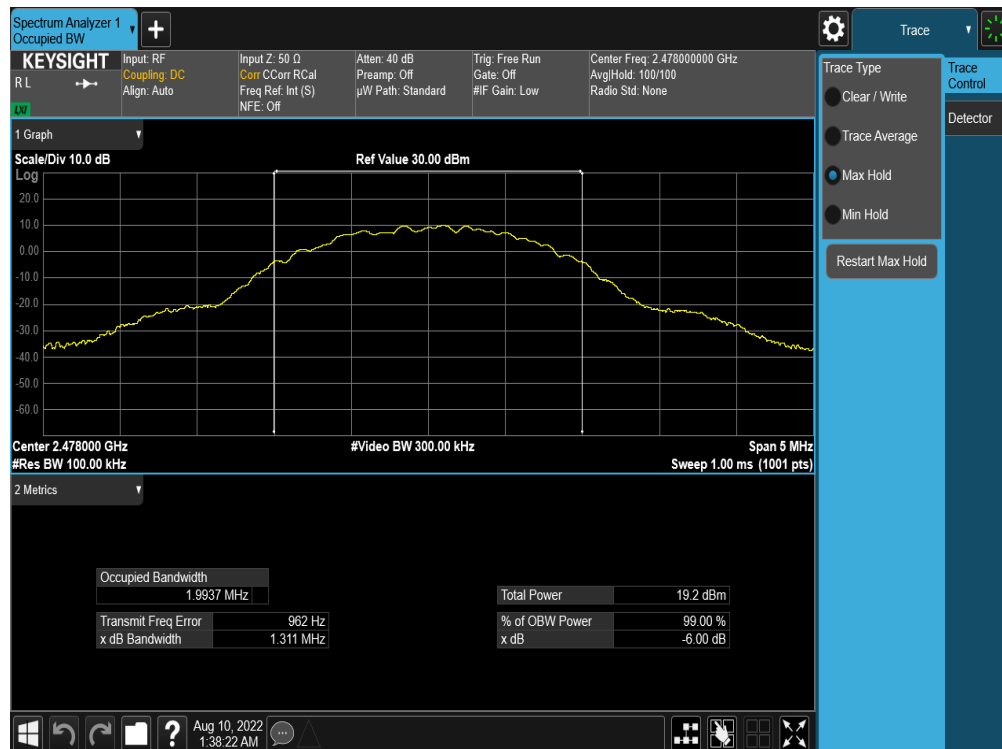 Spectrum Analyzer 1
Occupied BW
Trace
KEYSIGHT
R L
LXI
Input: RF
Coupling: DC
Align: Auto
Input Z: 50 Ω
Corr CCorr RCal
Freq Ref: Int (S)
NFE: Off
Atten: 40 dB
Preamp: Off
µW Path: Standard
Trig: Free Run
Gate: Off
#IF Gain: Low
Center Freq: 2.478000000 GHz
Avg|Hold: 100/100
Radio Std: None
Trace Type
Clear / Write
Trace Average
Max Hold
Min Hold
Restart Max Hold
Trace
Control
Detector
1 Graph
Scale/Div 10.0 dB
Ref Value 30.00 dBm
Log
20.0
10.0
0.00
-10.0
-20.0
-30.0
-40.0
-50.0
-60.0
Center 2.478000 GHz
#Video BW 300.00 kHz
Span 5 MHz
#Res BW 100.00 kHz
Sweep 1.00 ms (1001 pts)
2 Metrics
Occupied Bandwidth
1.9937 MHz
Total Power 19.2 dBm
Transmit Freq Error 962 Hz
% of OBW Power 99.00 %
x dB Bandwidth 1.311 MHz
x dB -6.00 dB
?
Aug 10, 2022
1:38:22 AM